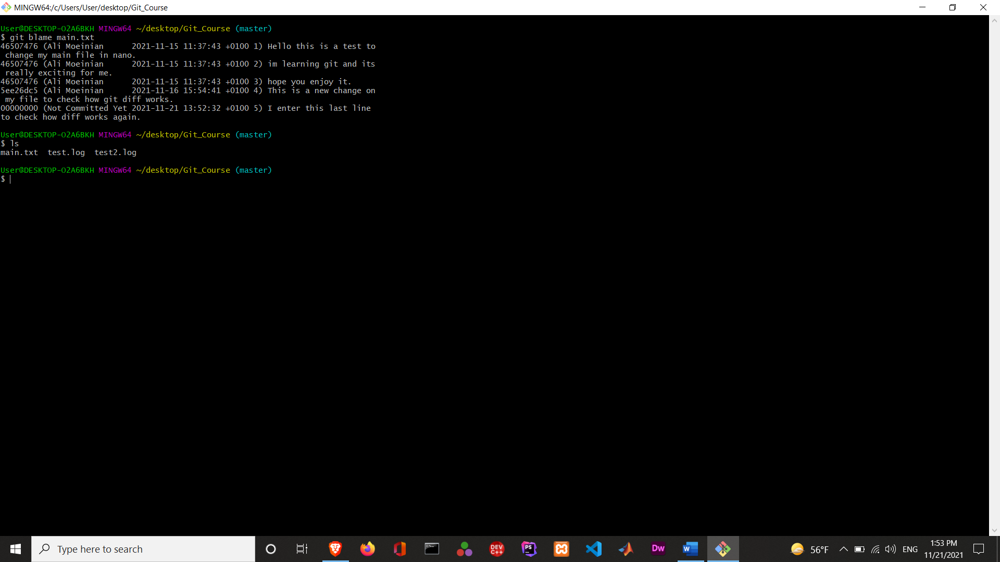 MINGW64:/c/Users/User/desktop/Git_Course
User@DESKTOP-O2A6BKH MINGW64 ~/desktop/Git_Course (master)
$ git blame main.txt
46507476 (Ali Moeinian      2021-11-15 11:37:43 +0100 1) Hello this is a test to
 change my main file in nano.
46507476 (Ali Moeinian      2021-11-15 11:37:43 +0100 2) im learning git and its
 really exciting for me.
46507476 (Ali Moeinian      2021-11-15 11:37:43 +0100 3) hope you enjoy it.
5ee26dc5 (Ali Moeinian      2021-11-16 15:54:41 +0100 4) This is a new change on
 my file to check how git diff works.
00000000 (Not Committed Yet 2021-11-21 13:52:32 +0100 5) I enter this last line
to check how diff works again.
User@DESKTOP-O2A6BKH MINGW64 ~/desktop/Git_Course (master)
$ ls
main.txt  test.log  test2.log
User@DESKTOP-O2A6BKH MINGW64 ~/desktop/Git_Course (master)
$
Type here to search
DEV C++
PS
Dw
W
56°F
ENG
1:53 PM
11/21/2021